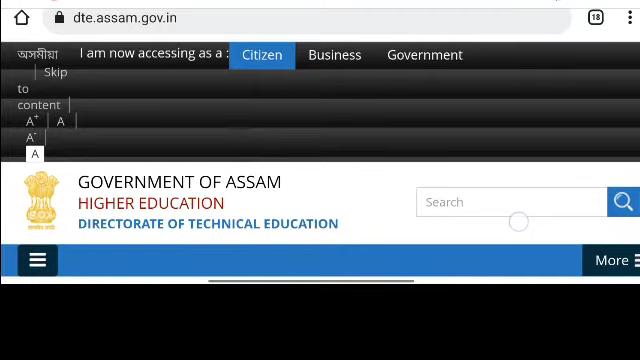 dte.assam.gov.in
18
অসমীয়া
I am now accessing as a : Citizen Business Government
Skip
to
content
A+ A
A-
A
GOVERNMENT OF ASSAM
HIGHER EDUCATION
DIRECTORATE OF TECHNICAL EDUCATION
Search
More